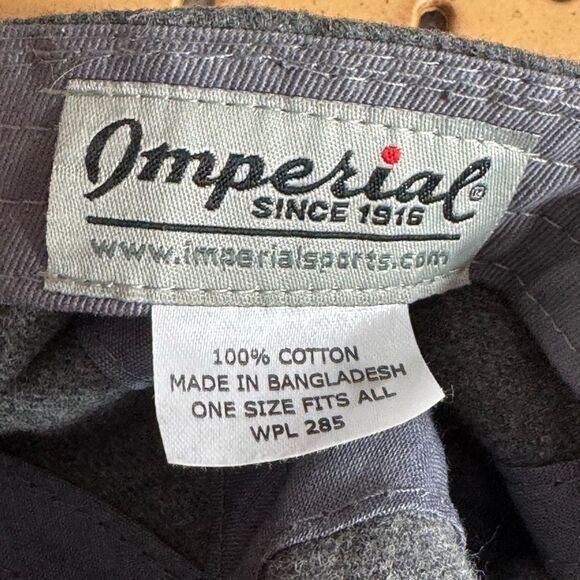 Imperial®
SINCE 1916
www.imperialsports.com
100% COTTON
MADE IN BANGLADESH
ONE SIZE FITS ALL
WPL 285